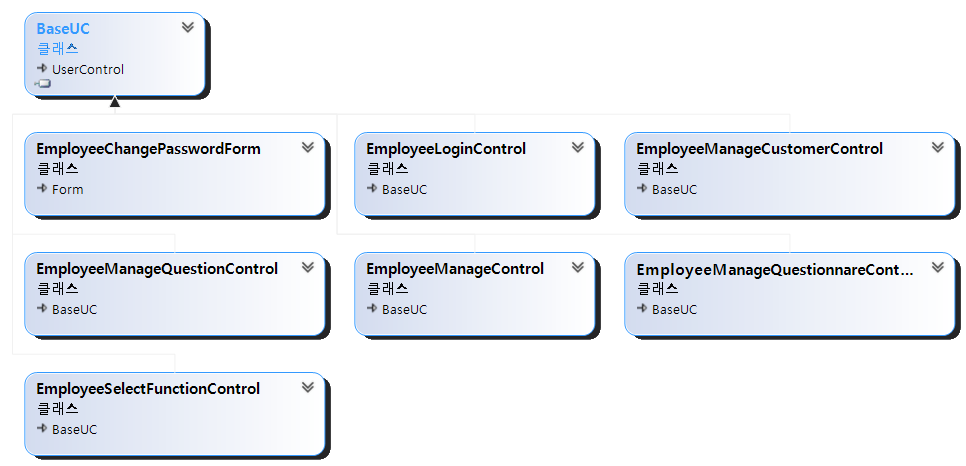 BaseUC
클래스
UserControl
EmployeeChangePasswordForm
클래스
Form
EmployeeLoginControl
클래스
BaseUC
EmployeeManageCustomerControl
클래스
BaseUC
EmployeeManageQuestionControl
클래스
BaseUC
EmployeeManageControl
클래스
BaseUC
EmployeeManageQuestionnareCont...
클래스
BaseUC
EmployeeSelectFunctionControl
클래스
BaseUC